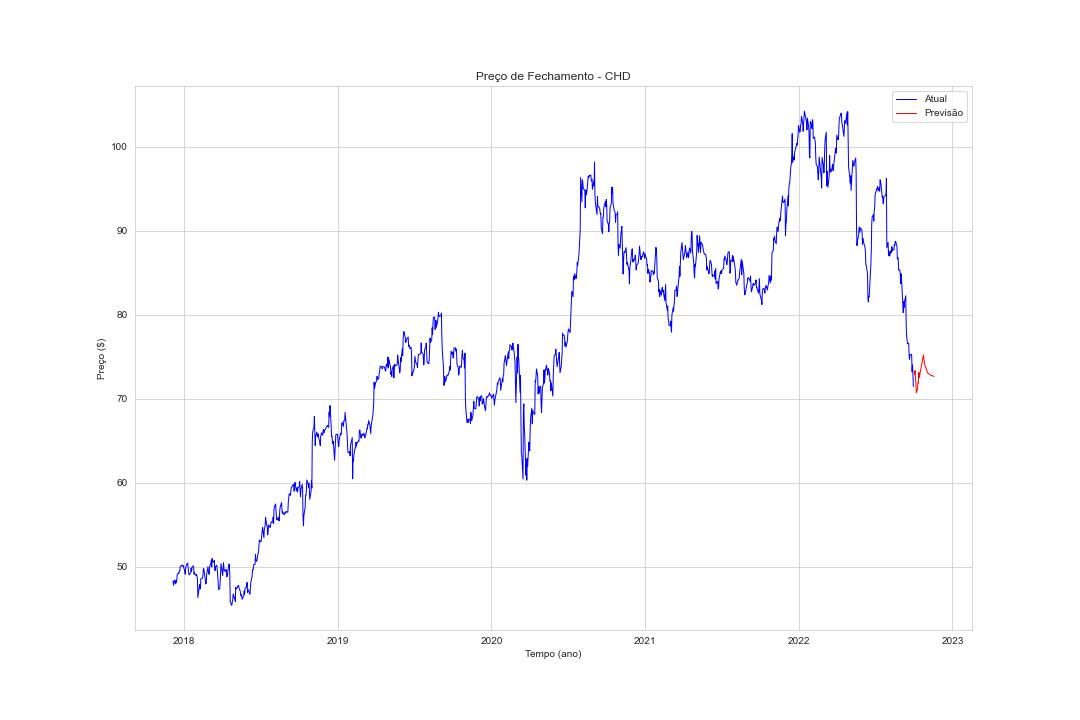 Preço de Fechamento - CHD
Atual
Previsão
100
90
80
70
60
50
Preço ($)
2018 2019 2020 2021 2022 2023
Tempo (ano)